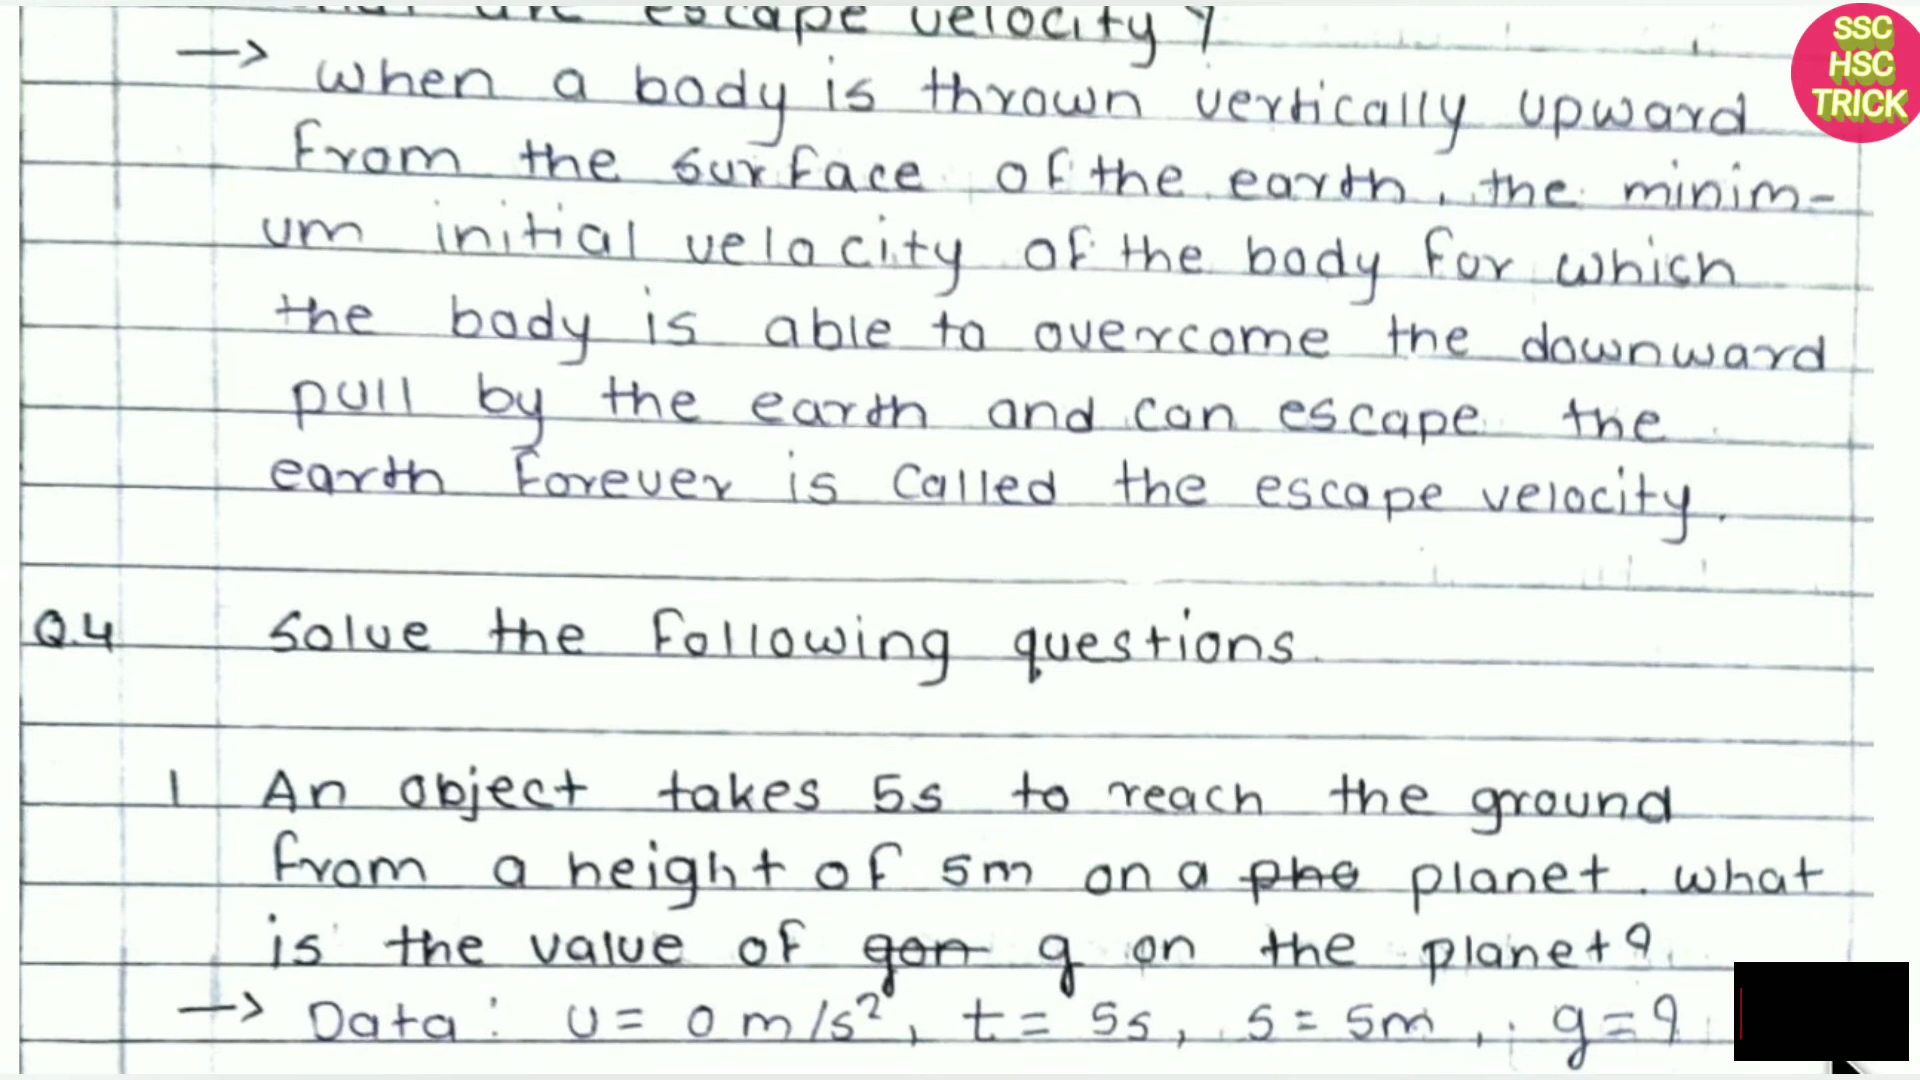 escape velocity?
→ when a body is thrown vertically upward
from the surface of the earth, the minim-
um initial velocity of the body for which
the body is able to overcome the downward
pull by the earth and can escape the
earth forever is called the escape velocity.
Q.4 Solve the following questions.
1 An object takes 5s to reach the ground
from a height of 5m on a pha planet. what
is the value of gon g on the planet?
→ Data: u = 0 m/s², t = 5s, s = 5m, g = ?
SSC
HSC
TRICK